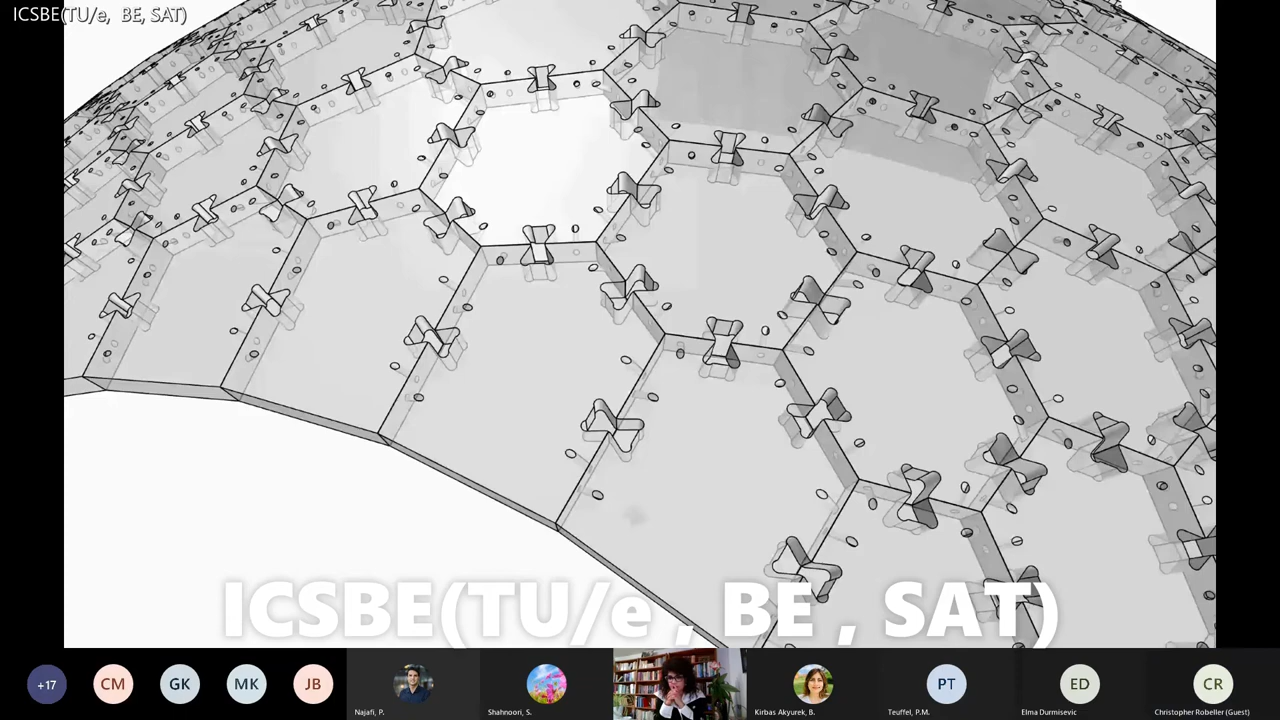 ICSBE(TU/e, BE, SAT)
ICSBE(TU/e , BE , SAT)
+17
CM
GK
MK
JB
Najafi, P.
Shahnoori, S.
Kirbas Akyurek, B.
PT
Teuffel, P.M.
ED
Elma Durmisevic
CR
Christopher Robeller (Guest)